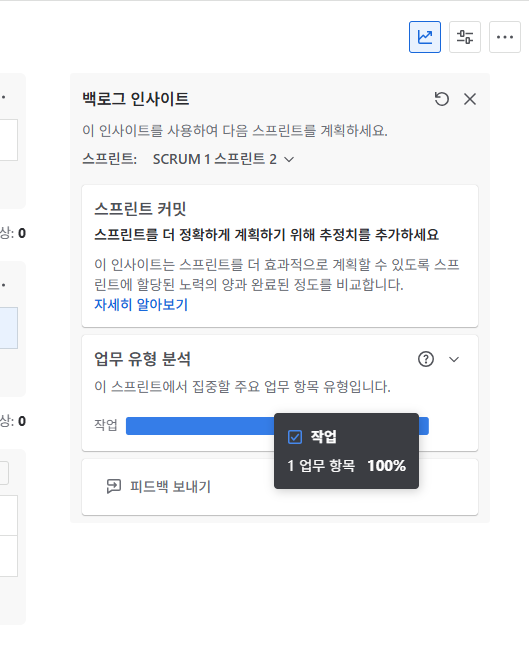 백로그 인사이트
이 인사이트를 사용하여 다음 스프린트를 계획하세요.
스프린트: SCRUM 1 스프린트 2
상: 0
스프린트 커밋
스프린트를 더 정확하게 계획하기 위해 추정치를 추가하세요
이 인사이트는 스프린트를 더 효과적으로 계획할 수 있도록 스프
린트에 할당된 노력의 양과 완료된 정도를 비교합니다.
자세히 알아보기
업무 유형 분석
이 스프린트에서 집중할 주요 업무 항목 유형입니다.
상: 0
작업
작업
1 업무 항목 100%
피드백 보내기